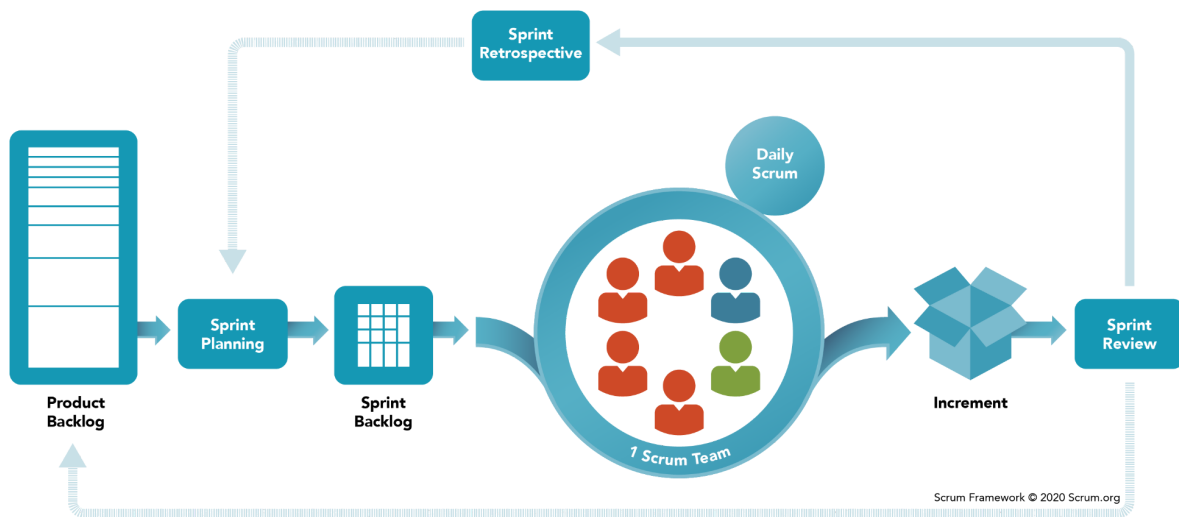 Sprint
Retrospective
Daily
Scrum
Sprint
Planning
Sprint
Review
Product
Backlog
Sprint
Backlog
Increment
1 Scrum Team
Scrum Framework © 2020 Scrum.org